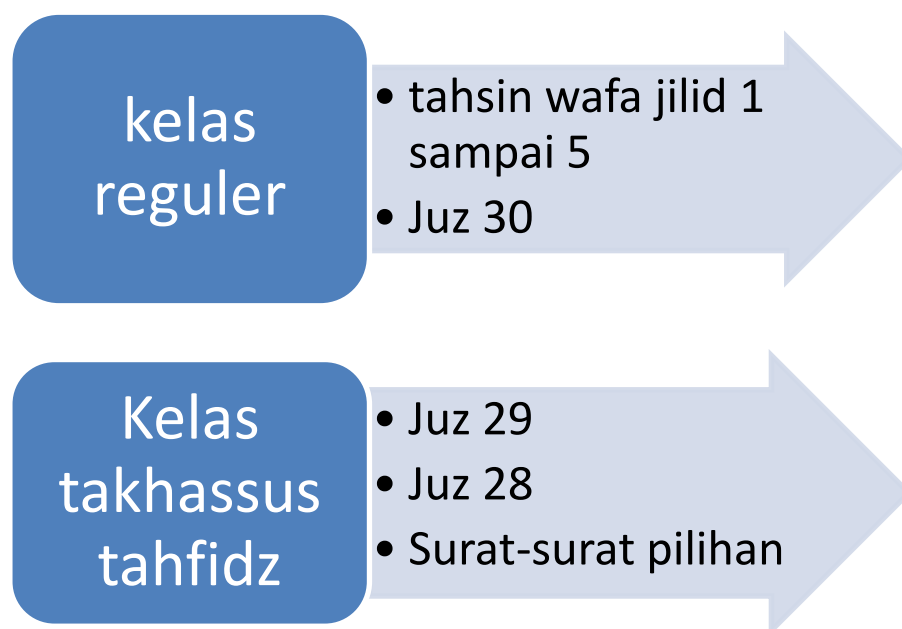 kelas
reguler
• tahsin wafa jilid 1
sampai 5
• Juz 30
Kelas
takhassus
tahfidz
• Juz 29
• Juz 28
• Surat-surat pilihan